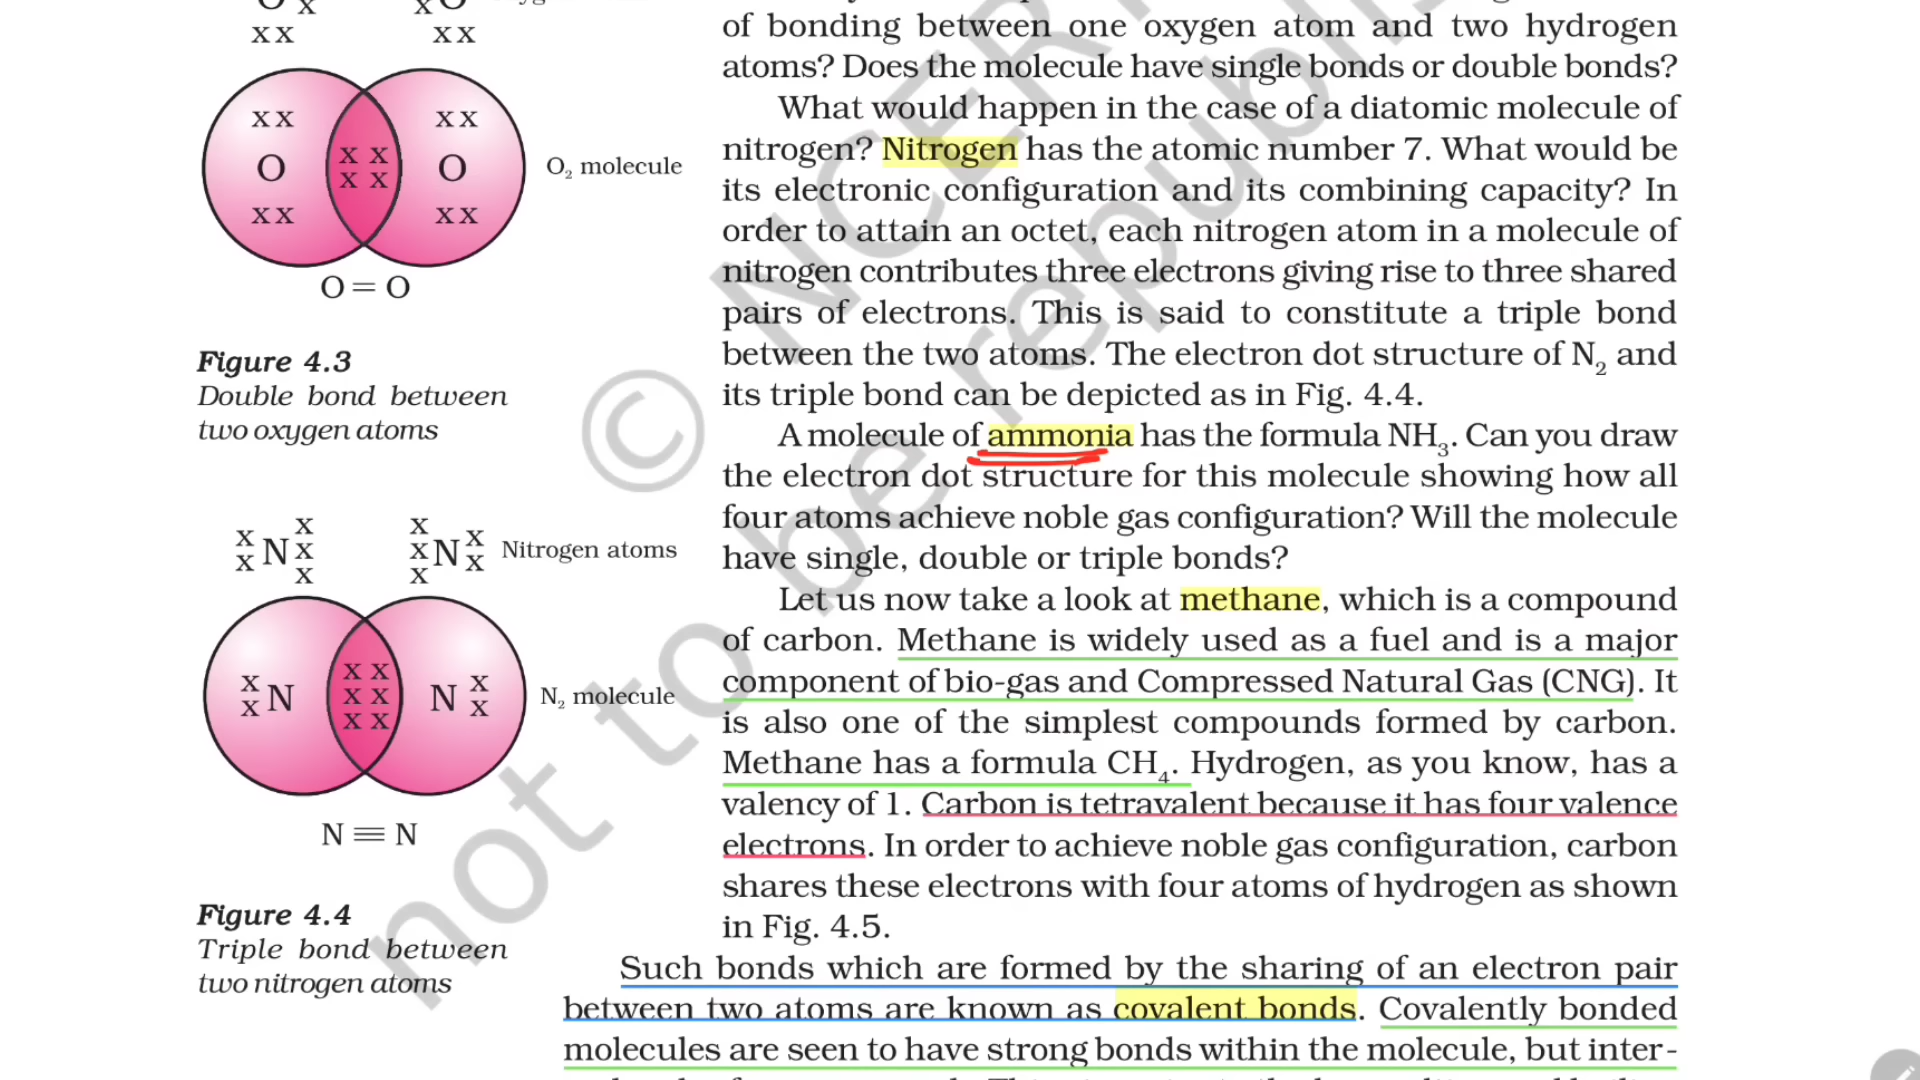 O x x O
xx xx
of bonding between one oxygen atom and two hydrogen
atoms? Does the molecule have single bonds or double bonds?
xx xx
x x
O O
x x
xx xx
O2 molecule
O = O
What would happen in the case of a diatomic molecule of
nitrogen? Nitrogen has the atomic number 7. What would be
its electronic configuration and its combining capacity? In
order to attain an octet, each nitrogen atom in a molecule of
nitrogen contributes three electrons giving rise to three shared
pairs of electrons. This is said to constitute a triple bond
between the two atoms. The electron dot structure of N2 and
its triple bond can be depicted as in Fig. 4.4.
Figure 4.3
Double bond between
two oxygen atoms
A molecule of ammonia has the formula NH3. Can you draw
the electron dot structure for this molecule showing how all
four atoms achieve noble gas configuration? Will the molecule
have single, double or triple bonds?
x x x x
x N x x N x
x x x x
Nitrogen atoms
x x x x
N x x N
x x x x
N2 molecule
N ≡ N
Let us now take a look at methane, which is a compound
of carbon. Methane is widely used as a fuel and is a major
component of bio-gas and Compressed Natural Gas (CNG). It
is also one of the simplest compounds formed by carbon.
Methane has a formula CH4. Hydrogen, as you know, has a
valency of 1. Carbon is tetravalent because it has four valence
electrons. In order to achieve noble gas configuration, carbon
shares these electrons with four atoms of hydrogen as shown
in Fig. 4.5.
Figure 4.4
Triple bond between
two nitrogen atoms
Such bonds which are formed by the sharing of an electron pair
between two atoms are known as covalent bonds. Covalently bonded
molecules are seen to have strong bonds within the molecule, but inter-
© NCER
not to be republi